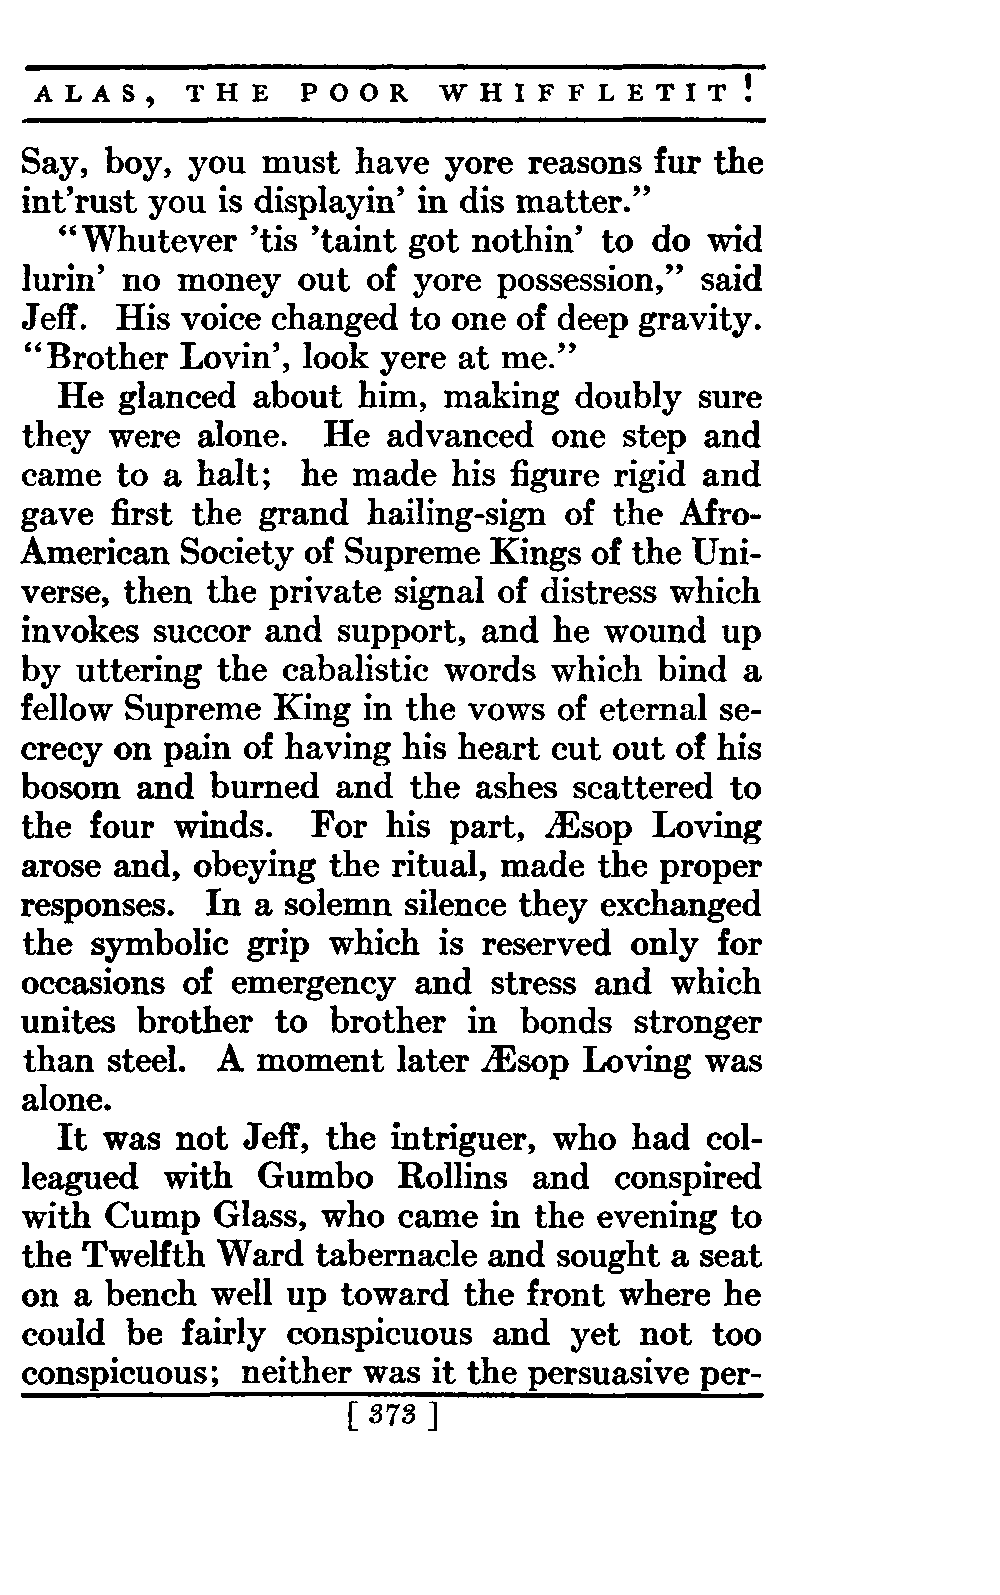 ALAS, THE POOR WHIFFLETIT!
Say, boy, you must have yore reasons fur the
int'rust you is displayin' in dis matter."
"Whutever 'tis 'taint got nothin' to do wid
lurin' no money out of yore possession," said
Jeff. His voice changed to one of deep gravity.
"Brother Lovin', look yere at me."
He glanced about him, making doubly sure
they were alone. He advanced one step and
came to a halt; he made his figure rigid and
gave first the grand hailing-sign of the Afro-
American Society of Supreme Kings of the Uni-
verse, then the private signal of distress which
invokes succor and support, and he wound up
by uttering the cabalistic words which bind a
fellow Supreme King in the vows of eternal se-
crecy on pain of having his heart cut out of his
bosom and burned and the ashes scattered to
the four winds. For his part, Æsop Loving
arose and, obeying the ritual, made the proper
responses. In a solemn silence they exchanged
the symbolic grip which is reserved only for
occasions of emergency and stress and which
unites brother to brother in bonds stronger
than steel. A moment later Æsop Loving was
alone.
It was not Jeff, the intriguer, who had col-
leagued with Gumbo Rollins and conspired
with Cump Glass, who came in the evening to
the Twelfth Ward tabernacle and sought a seat
on a bench well up toward the front where he
could be fairly conspicuous and yet not too
conspicuous; neither was it the persuasive per-
[ 373 ]